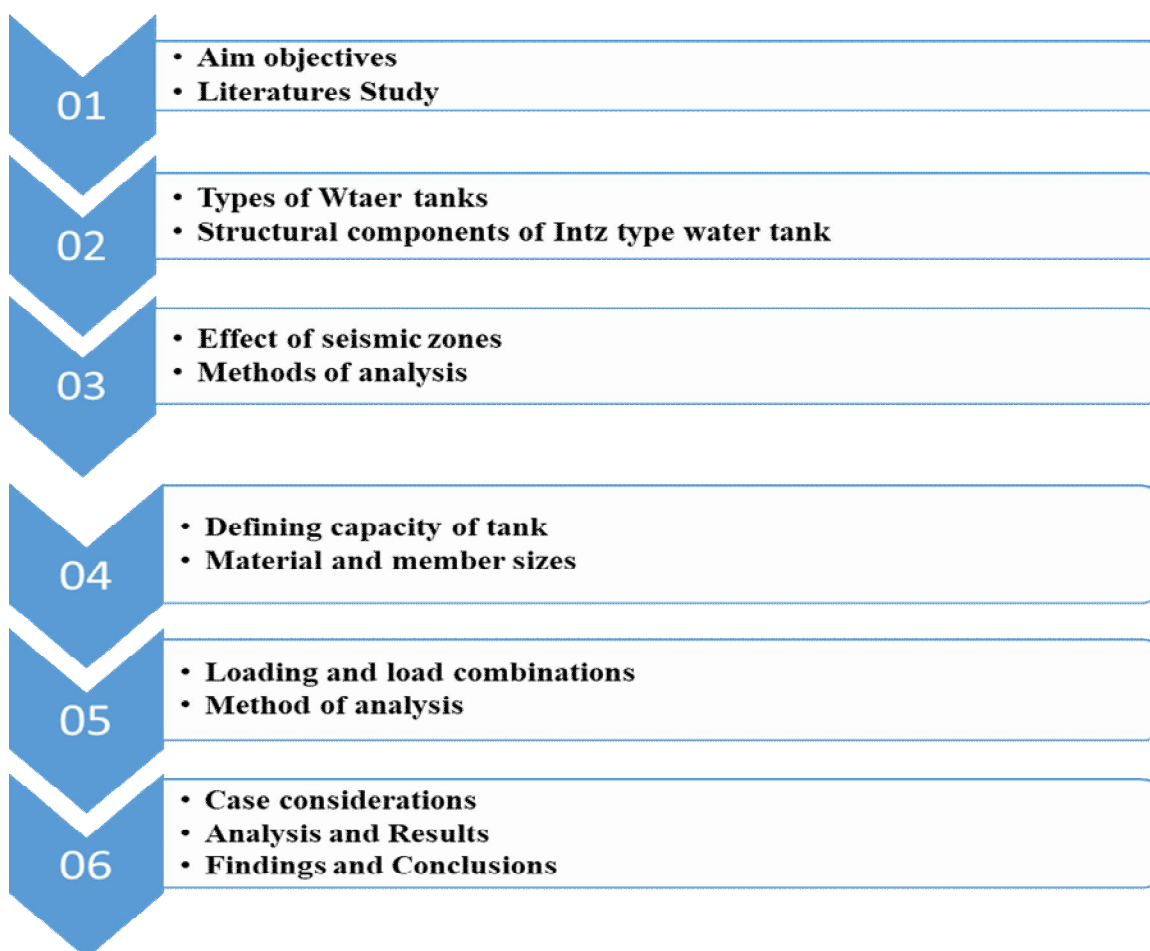 01
• Aim objectives
• Literatures Study
02
• Types of Wtaer tanks
• Structural components of Intz type water tank
03
• Effect of seismic zones
• Methods of analysis
04
• Defining capacity of tank
• Material and member sizes
05
• Loading and load combinations
• Method of analysis
06
• Case considerations
• Analysis and Results
• Findings and Conclusions